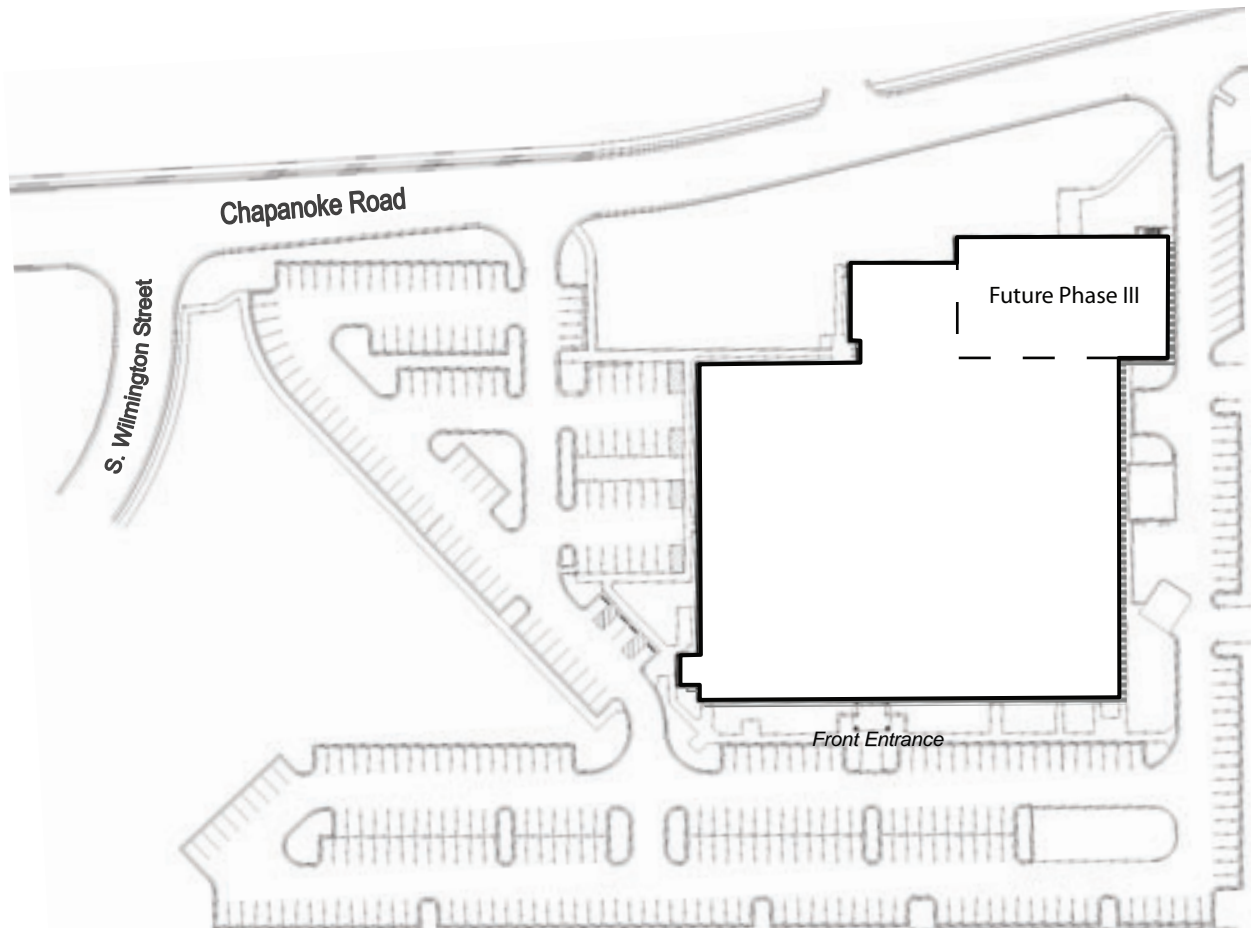 Chapanoke Road
S. Wilmington Street
Future Phase III
Front Entrance